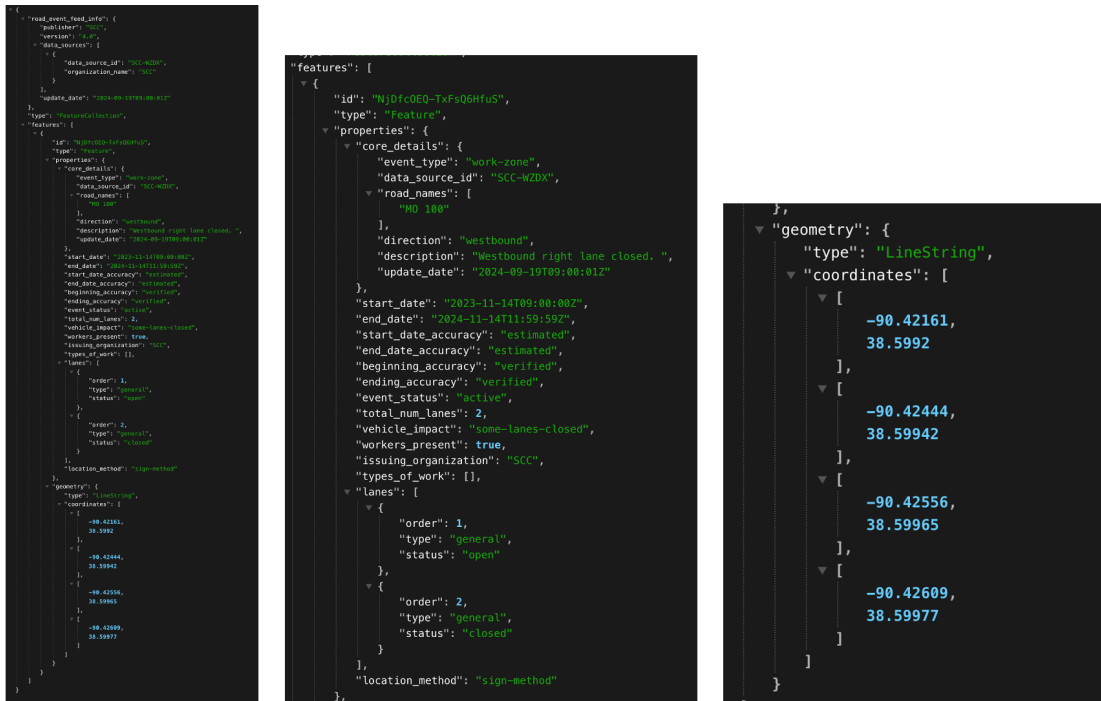 {
"road_event_feed_info": {
"publisher": "SCC",
"version": "4.0",
"data_sources": [
{
"data_source_id": "SCC-WZDX",
"organization_name": "SCC"
}
],
"update_date": "2024-09-19T09:00:01Z"
},
"type": "FeatureCollection",
"features": [
{
"id": "NjDfcOEQ-TxFsQ6HfuS",
"type": "Feature",
"properties": {
"core_details": {
"event_type": "work-zone",
"data_source_id": "SCC-WZDX",
"road_names": [
"MO 100"
],
"direction": "westbound",
"description": "Westbound right lane closed. ",
"update_date": "2024-09-19T09:00:01Z"
},
"start_date": "2023-11-14T09:00:00Z",
"end_date": "2024-11-14T11:59:59Z",
"start_date_accuracy": "estimated",
"end_date_accuracy": "estimated",
"beginning_accuracy": "verified",
"ending_accuracy": "verified",
"event_status": "active",
"total_num_lanes": 2,
"vehicle_impact": "some-lanes-closed",
"workers_present": true,
"issuing_organization": "SCC",
"types_of_work": [],
"lanes": [
{
"order": 1,
"type": "general",
"status": "open"
},
{
"order": 2,
"type": "general",
"status": "closed"
}
],
"location_method": "sign-method"
},
"geometry": {
"type": "LineString",
"coordinates": [
[
-90.42161,
38.5992
],
[
-90.42444,
38.59942
],
[
-90.42556,
38.59965
],
[
-90.42609,
38.59977
]
]
}
}
]
}
"features": [
{
"id": "NjDfcOEQ-TxFsQ6HfuS",
"type": "Feature",
"properties": {
"core_details": {
"event_type": "work-zone",
"data_source_id": "SCC-WZDX",
"road_names": [
"MO 100"
],
"direction": "westbound",
"description": "Westbound right lane closed. ",
"update_date": "2024-09-19T09:00:01Z"
},
"start_date": "2023-11-14T09:00:00Z",
"end_date": "2024-11-14T11:59:59Z",
"start_date_accuracy": "estimated",
"end_date_accuracy": "estimated",
"beginning_accuracy": "verified",
"ending_accuracy": "verified",
"event_status": "active",
"total_num_lanes": 2,
"vehicle_impact": "some-lanes-closed",
"workers_present": true,
"issuing_organization": "SCC",
"types_of_work": [],
"lanes": [
{
"order": 1,
"type": "general",
"status": "open"
},
{
"order": 2,
"type": "general",
"status": "closed"
}
],
"location_method": "sign-method"
},
},
"geometry": {
"type": "LineString",
"coordinates": [
[
-90.42161,
38.5992
],
[
-90.42444,
38.59942
],
[
-90.42556,
38.59965
],
[
-90.42609,
38.59977
]
]
}